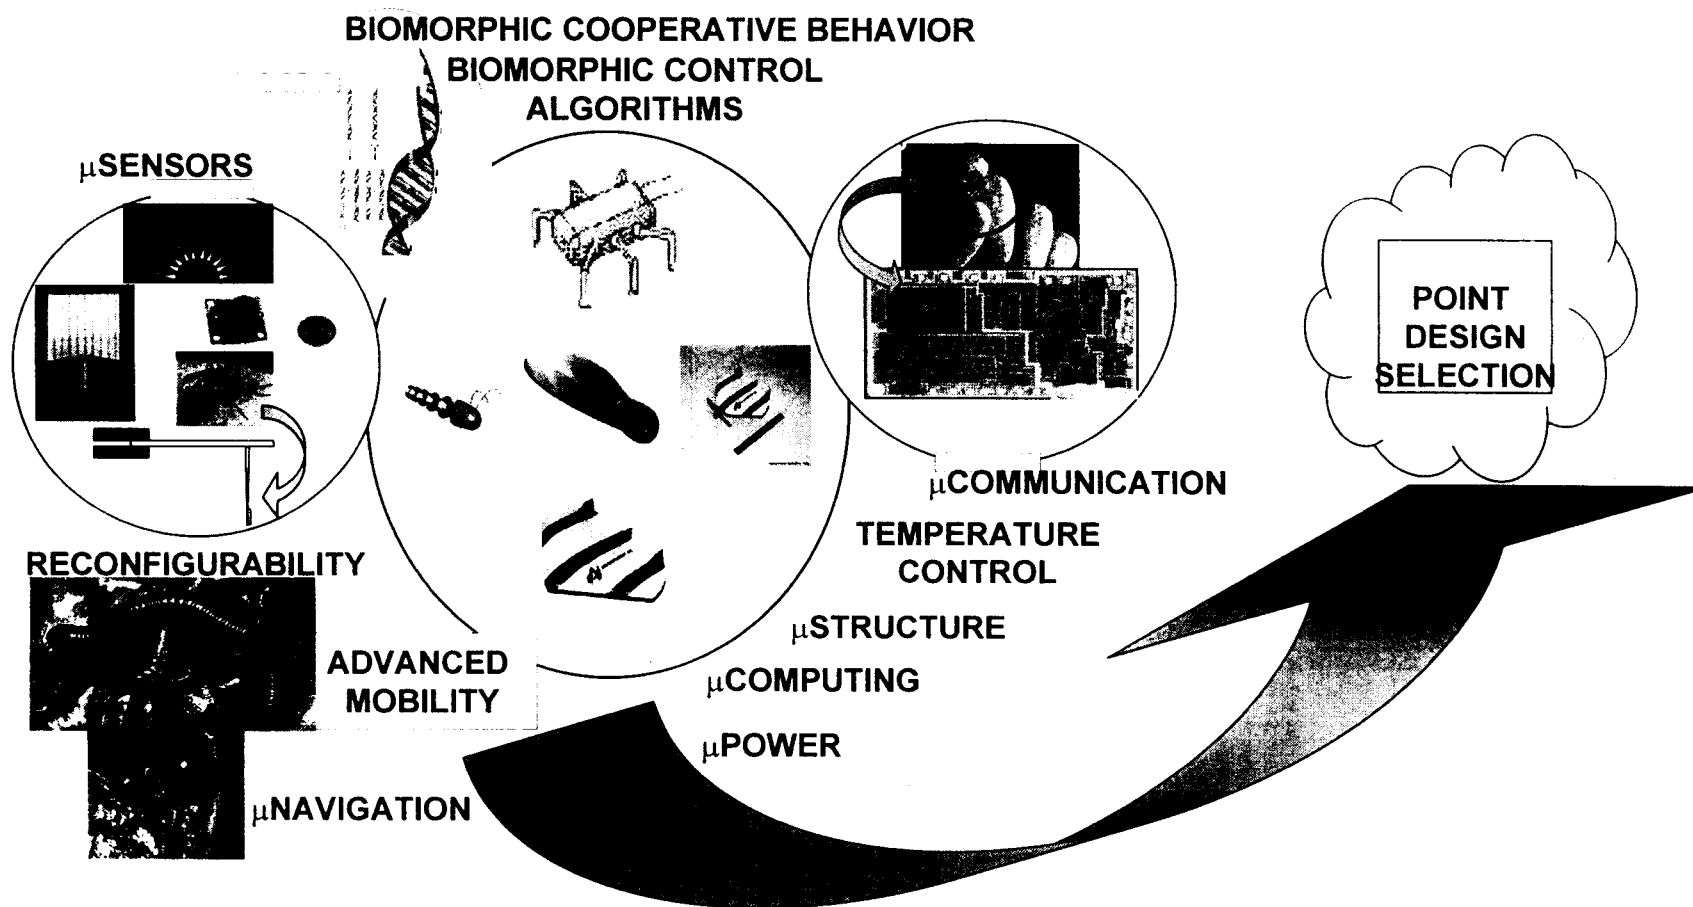 BIOMORPHIC COOPERATIVE BEHAVIOR
BIOMORPHIC CONTROL
ALGORITHMS
μSENSORS
POINT
DESIGN
SELECTION
μCOMMUNICATION
TEMPERATURE
CONTROL
RECONFIGURABILITY
μSTRUCTURE
ADVANCED
MOBILITY
μCOMPUTING
μPOWER
μNAVIGATION